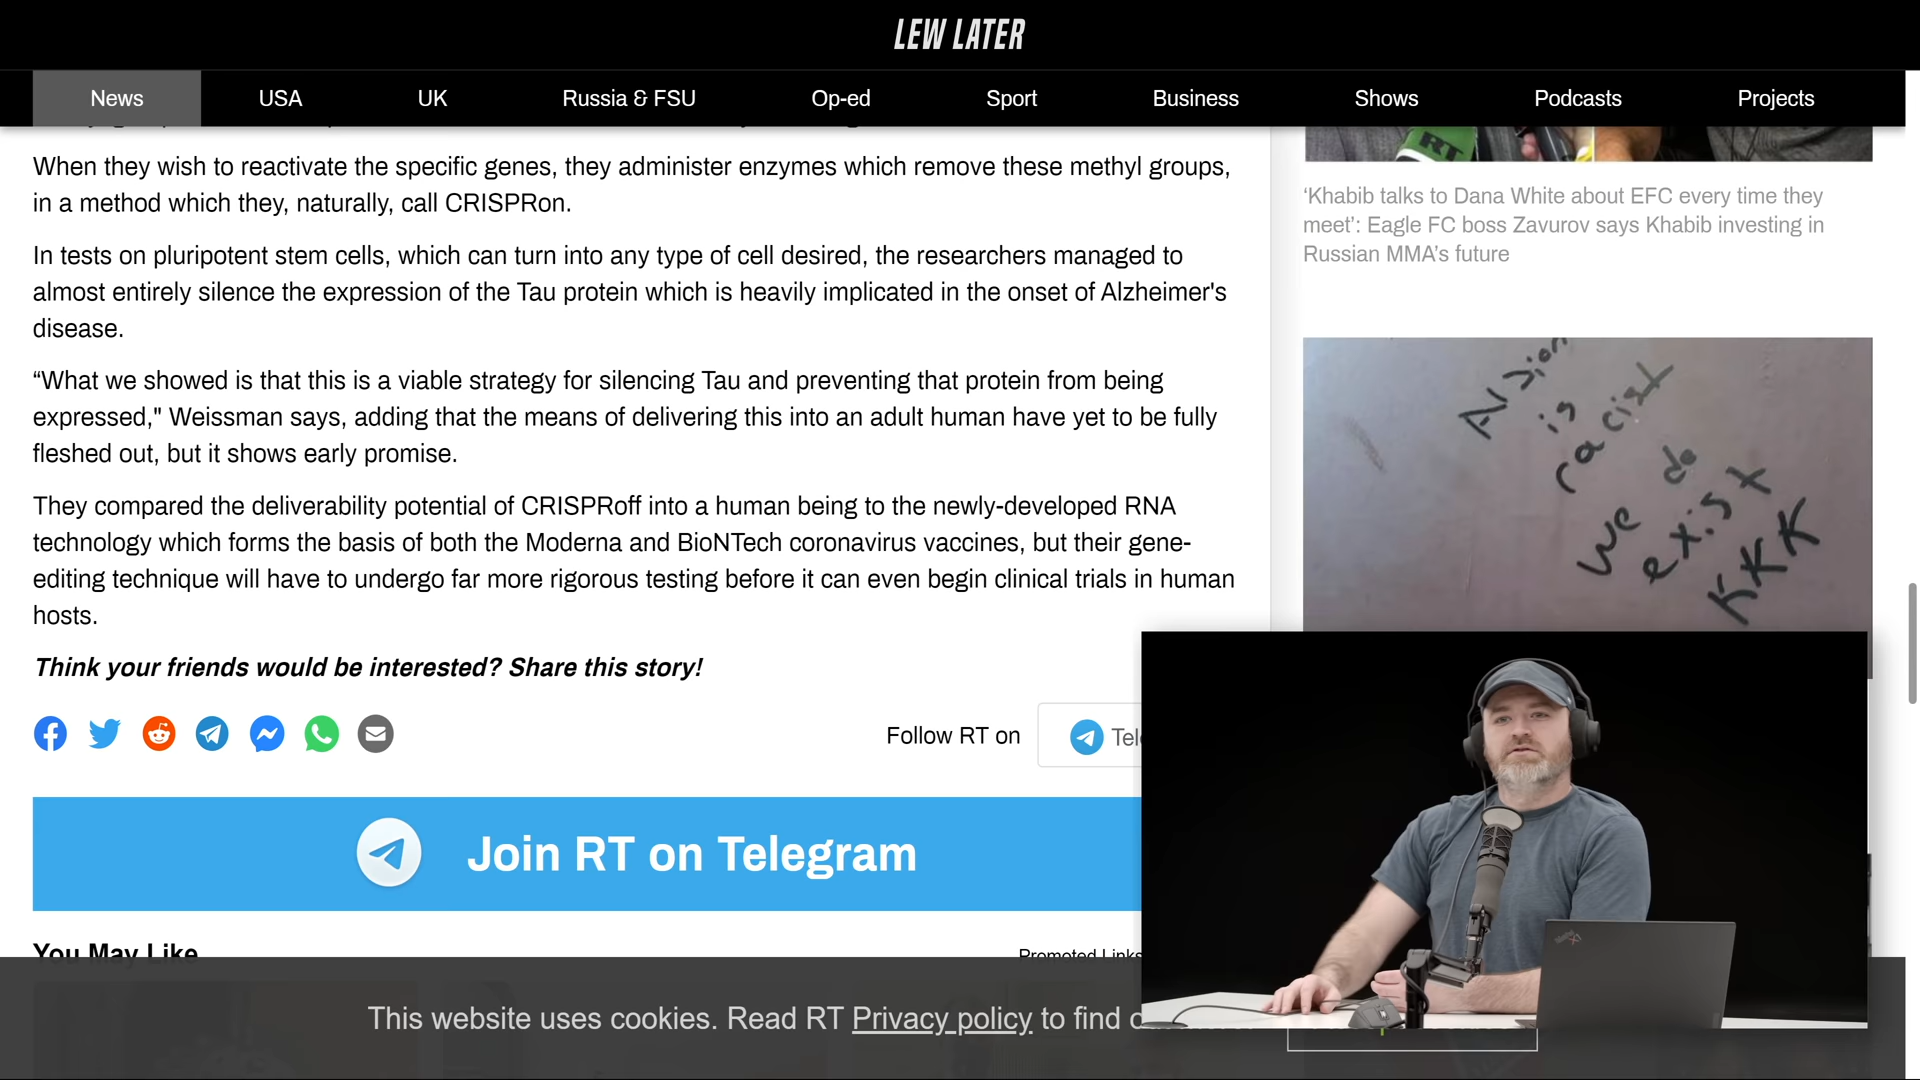 LEW LATER
News USA UK Russia & FSU Op-ed Sport Business Shows Podcasts Projects
When they wish to reactivate the specific genes, they administer enzymes which remove these methyl groups,
in a method which they, naturally, call CRISPRon.
In tests on pluripotent stem cells, which can turn into any type of cell desired, the researchers managed to
almost entirely silence the expression of the Tau protein which is heavily implicated in the onset of Alzheimer's
disease.
“What we showed is that this is a viable strategy for silencing Tau and preventing that protein from being
expressed," Weissman says, adding that the means of delivering this into an adult human have yet to be fully
fleshed out, but it shows early promise.
They compared the deliverability potential of CRISPRoff into a human being to the newly-developed RNA
technology which forms the basis of both the Moderna and BioNTech coronavirus vaccines, but their gene-
editing technique will have to undergo far more rigorous testing before it can even begin clinical trials in human
hosts.
Think your friends would be interested? Share this story!
Follow RT on
Join RT on Telegram
You May Like
Promoted Links
This website uses cookies. Read RT Privacy policy to find
RT
‘Khabib talks to Dana White about EFC every time they
meet’: Eagle FC boss Zavurov says Khabib investing in
Russian MMA’s future
is
racist
we do
exist
KKK